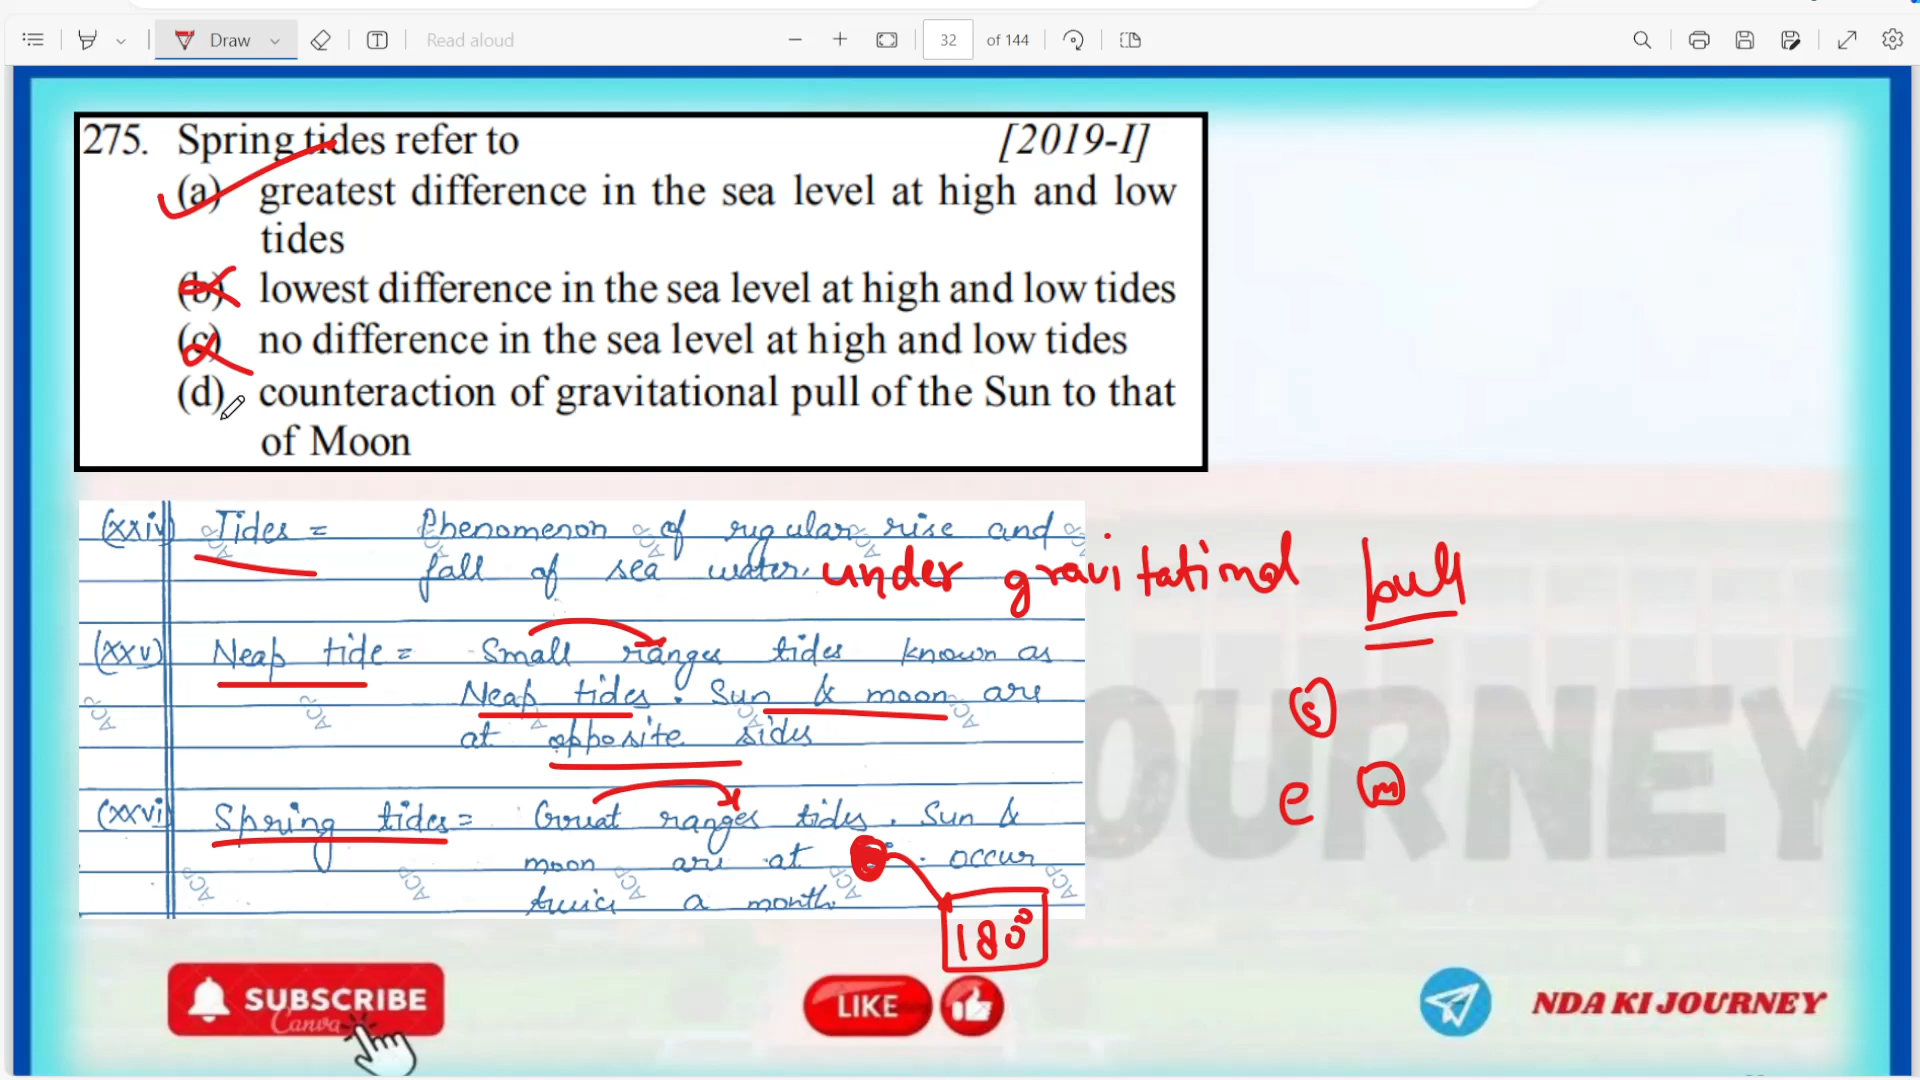 Draw
Read aloud
32 of 144
275. Spring tides refer to [2019-I]
(a) greatest difference in the sea level at high and low
tides
(b) lowest difference in the sea level at high and low tides
(c) no difference in the sea level at high and low tides
(d) counteraction of gravitational pull of the Sun to that
of Moon
(xxiv) Tides = Phenomenon of rugular rise and
fall of sea water. under gravitational pull
(xxv) Neap tide = Small ranges tides known as
Neap tides. Sun & moon are
at opposite sides
S
e m
(xxvi) Spring tides = Great ranges tides. Sun &
moon are at occur
twice a month.
180°
JOURNEY
SUBSCRIBE
Canva
LIKE
NDA KI JOURNEY